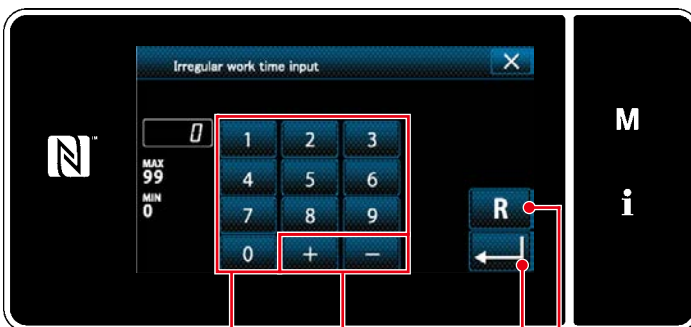 Irregular work time input
0
1 2 3
MAX
99
4 5 6
MIN
0
7 8 9
0 + −
R
M
i
N
™